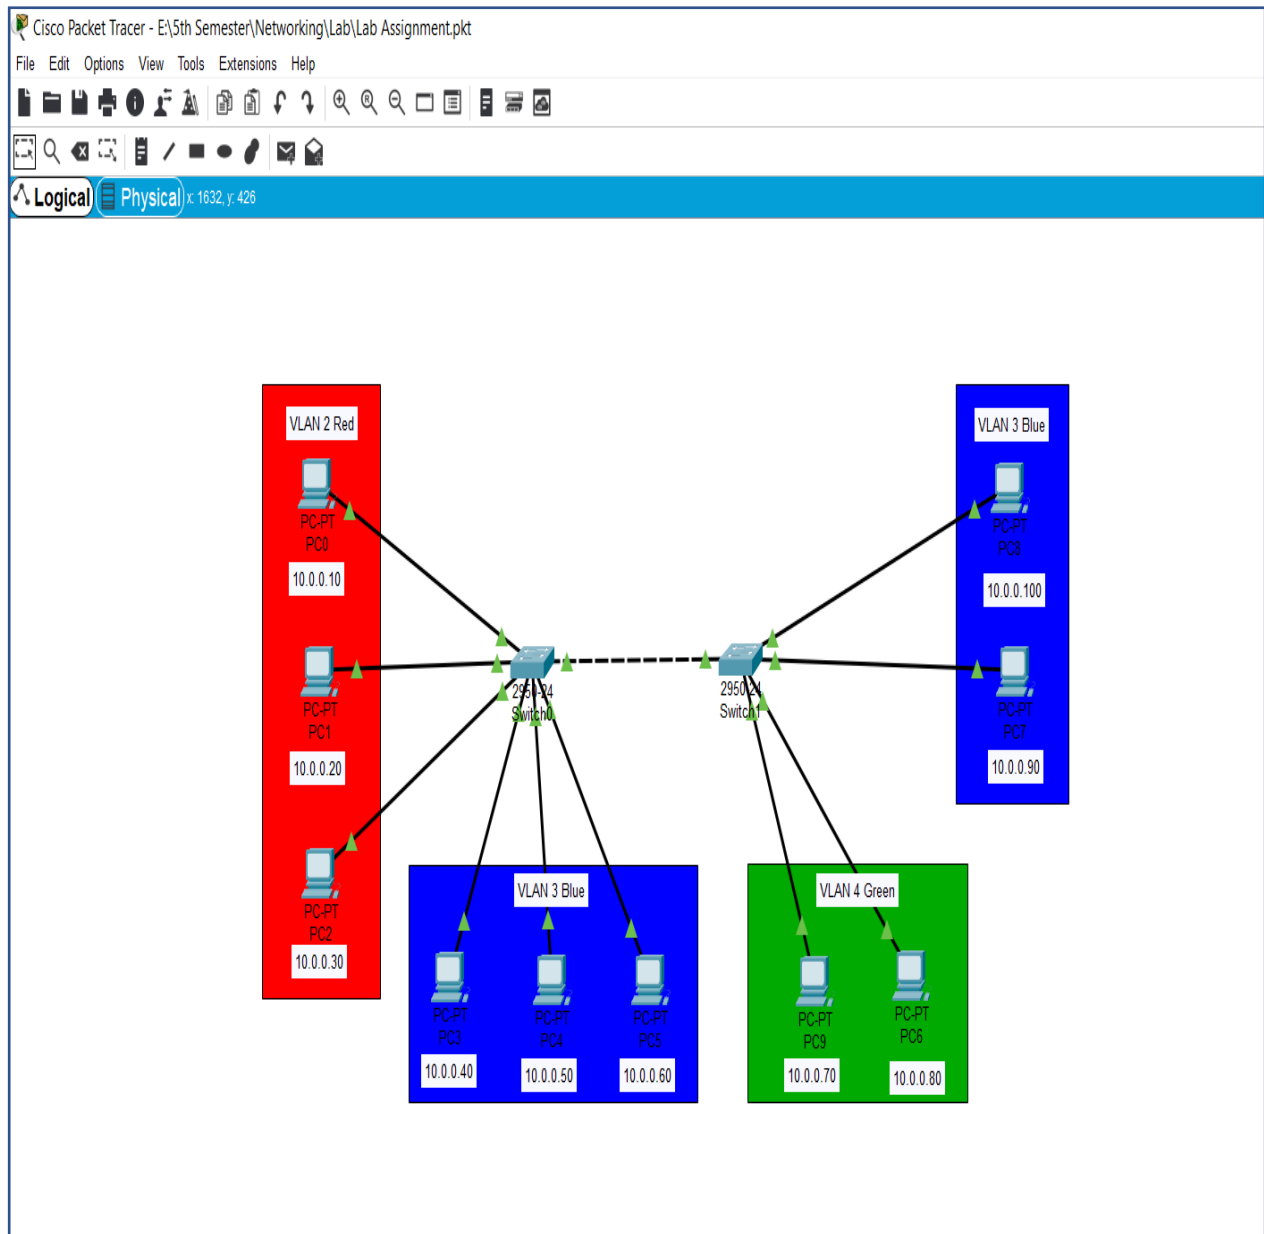 Cisco Packet Tracer - E:\5th Semester\Networking\Lab\Lab Assignment.pkt
File Edit Options View Tools Extensions Help
Logical Physical x: 1632, y: 426
VLAN 2 Red
PC-PT
PC0
10.0.0.10
PC-PT
PC1
10.0.0.20
PC-PT
PC2
10.0.0.30
2950-24
Switch0
2950-24
Switch1
VLAN 3 Blue
PC-PT
PC8
10.0.0.100
PC-PT
PC7
10.0.0.90
VLAN 3 Blue
PC-PT
PC3
10.0.0.40
PC-PT
PC4
10.0.0.50
PC-PT
PC5
10.0.0.60
VLAN 4 Green
PC-PT
PC9
10.0.0.70
PC-PT
PC6
10.0.0.80